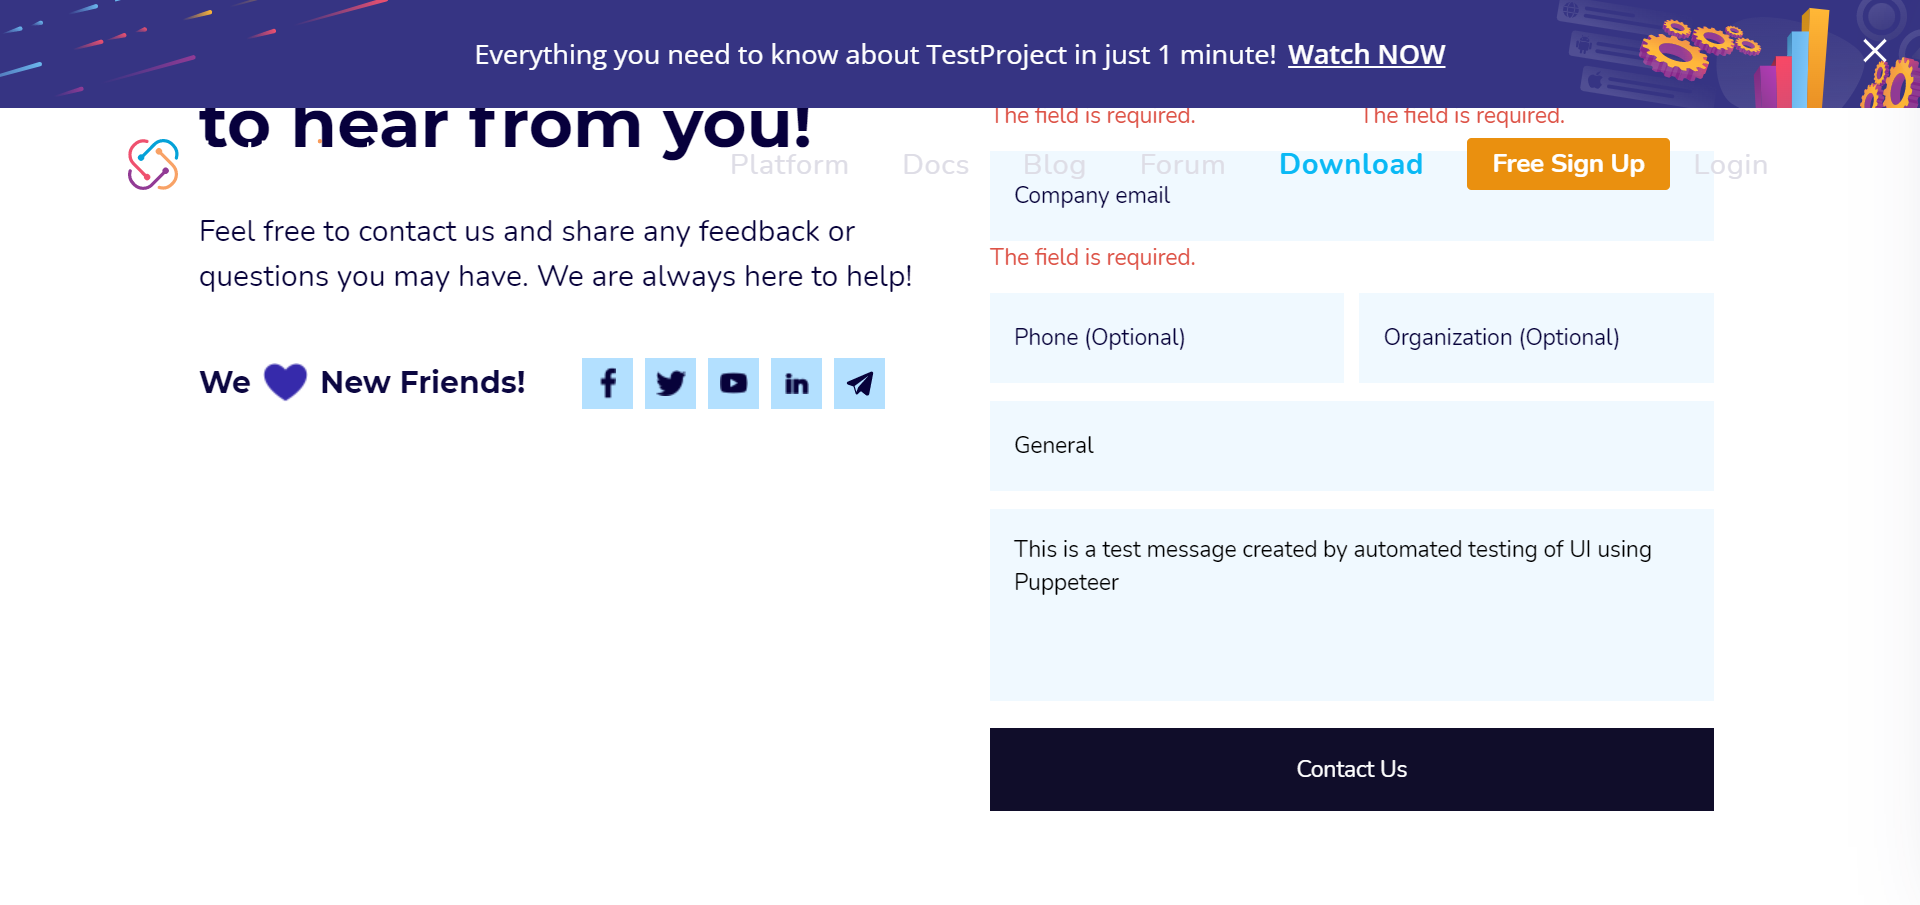 Everything you need to know about TestProject in just 1 minute! Watch NOW
to hear from you!
The field is required.
The field is required.
Platform
Docs
Blog
Forum
Download
Free Sign Up
Login
Company email
The field is required.
Feel free to contact us and share any feedback or
questions you may have. We are always here to help!
We
New Friends!
Phone (Optional)
Organization (Optional)
General
This is a test message created by automated testing of UI using
Puppeteer
Contact Us